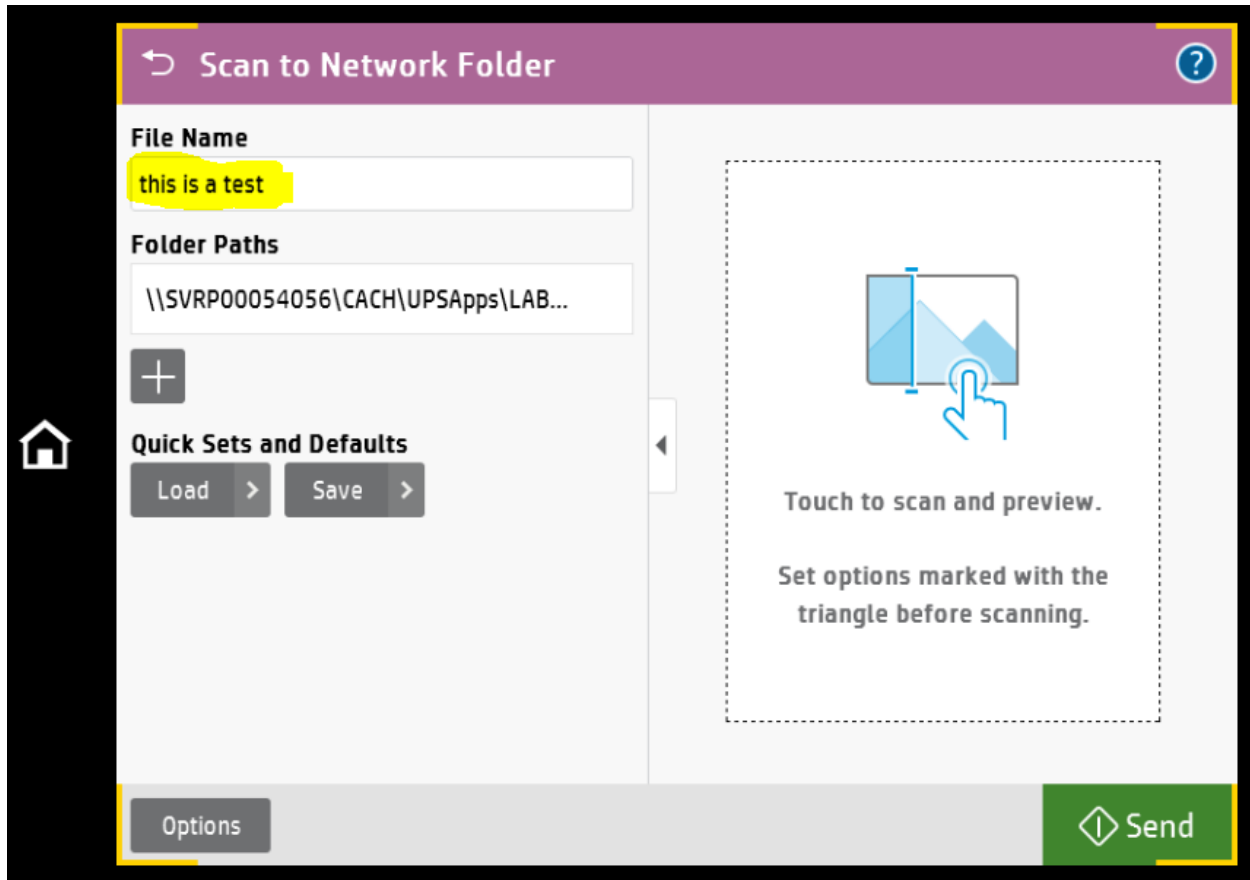 Scan to Network Folder
?
File Name
this is a test
Folder Paths
\\SVRP00054056\CACH\UPSApps\LAB...
Quick Sets and Defaults
Load
Save
Touch to scan and preview.
Set options marked with the
triangle before scanning.
Options
Send